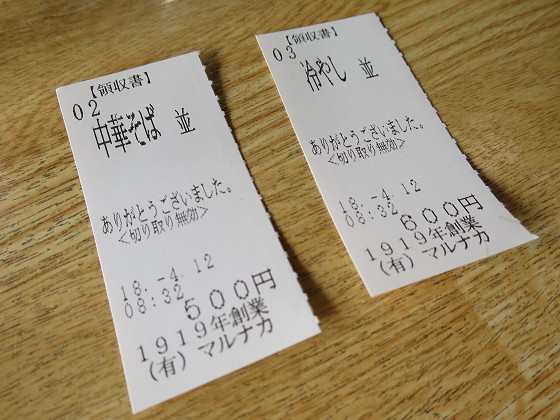 【領収書】
02
中華そば 並
ありがとうございました。
<切り取り無効>
18.-4.12
08:32
500円
1919年創業
(有)マルナカ
【領収書】
03
冷やし 並
ありがとうございました。
<切り取り無効>
18.-4.12
08:32
600円
1919年創業
(有)マルナカ